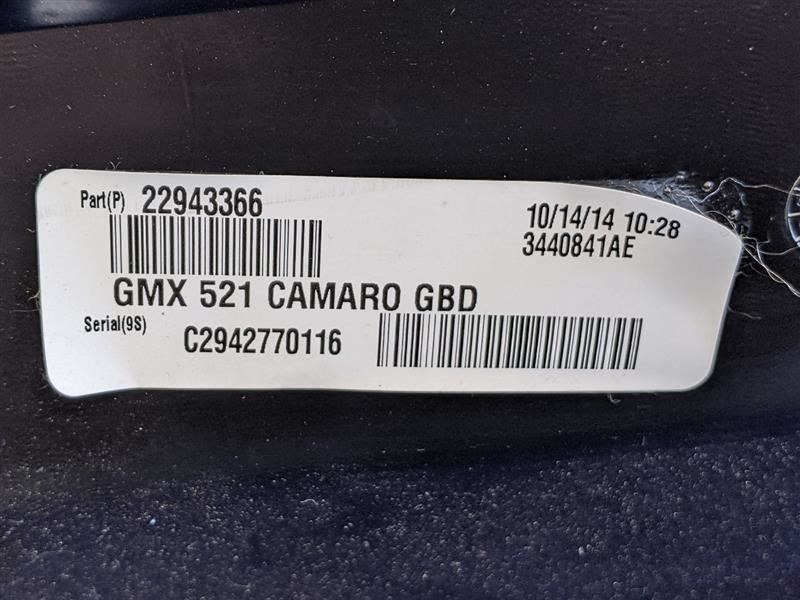 Part(P) 22943366
10/14/14 10:28
3440841AE
GMX 521 CAMARO GBD
Serial(9S) C2942770116